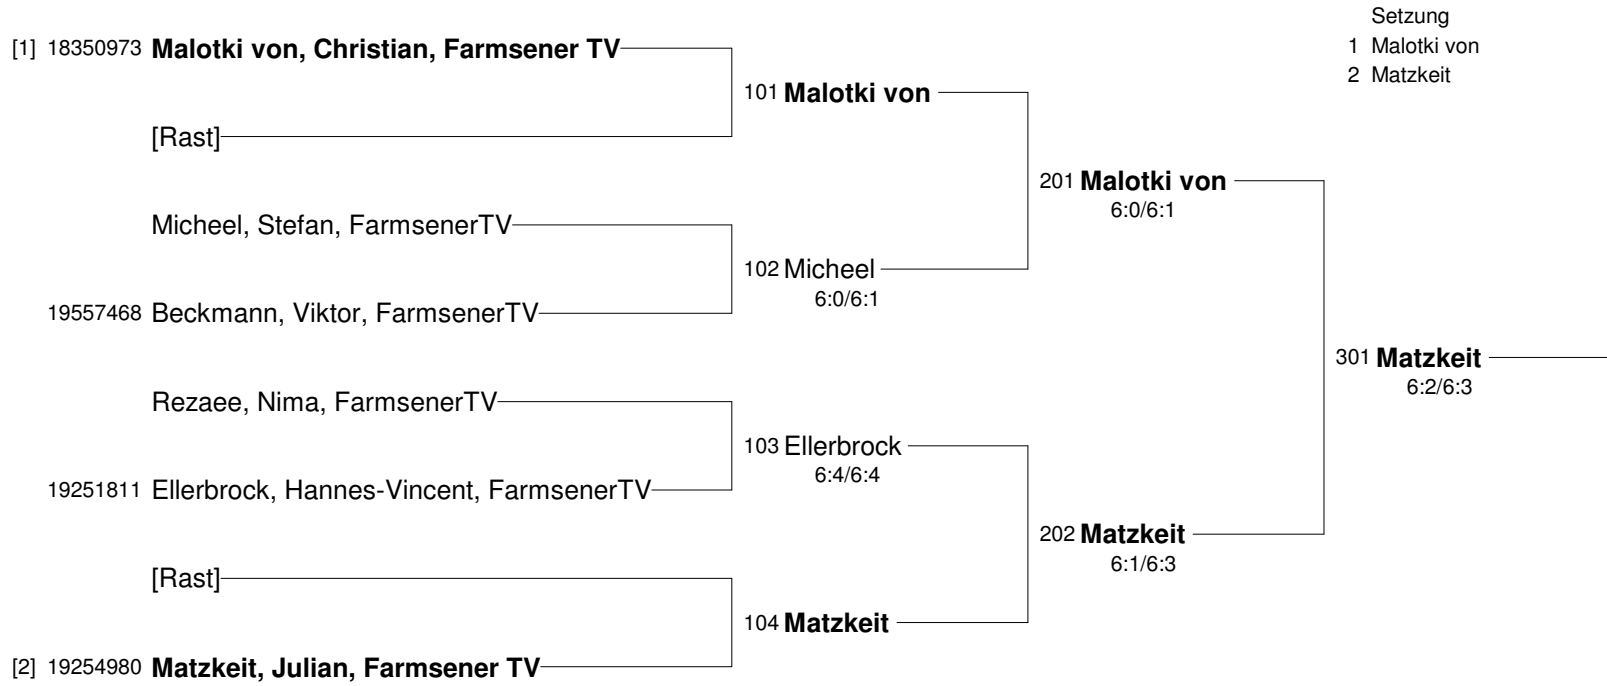 Setzung
1 Malotki von
2 Matzkeit
[1] 18350973 Malotki von, Christian, Farmsener TV
101 Malotki von
[Rast]
201 Malotki von
6:0/6:1
Micheel, Stefan, FarmsenerTV
102 Micheel
6:0/6:1
19557468 Beckmann, Viktor, FarmsenerTV
301 Matzkeit
6:2/6:3
Rezaee, Nima, FarmsenerTV
103 Ellerbrock
6:4/6:4
19251811 Ellerbrock, Hannes-Vincent, FarmsenerTV
202 Matzkeit
6:1/6:3
[Rast]
104 Matzkeit
[2] 19254980 Matzkeit, Julian, Farmsener TV